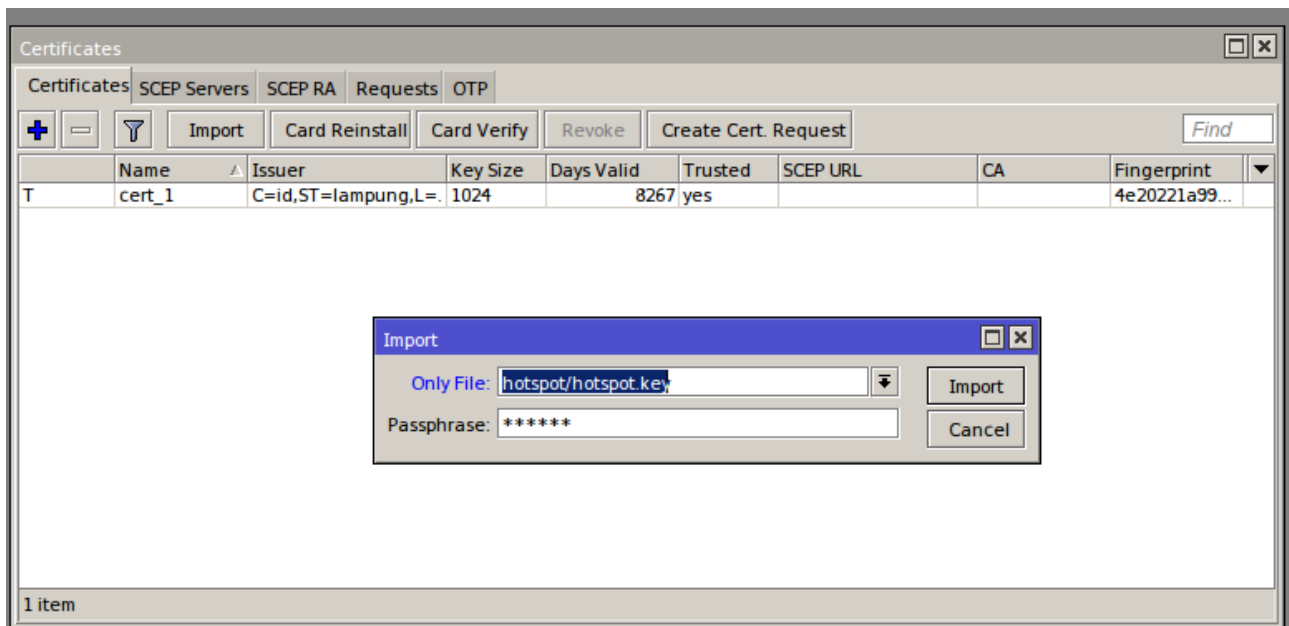 Certificates
Certificates SCEP Servers SCEP RA Requests OTP
Import Card Reinstall Card Verify Revoke Create Cert. Request Find
Name Issuer Key Size Days Valid Trusted SCEP URL CA Fingerprint
T cert_1 C=id,ST=lampung,L=. 1024 8267 yes 4e20221a99...
Import
Only File: hotspot/hotspot.key Import
Passphrase: ****** Cancel
1 item